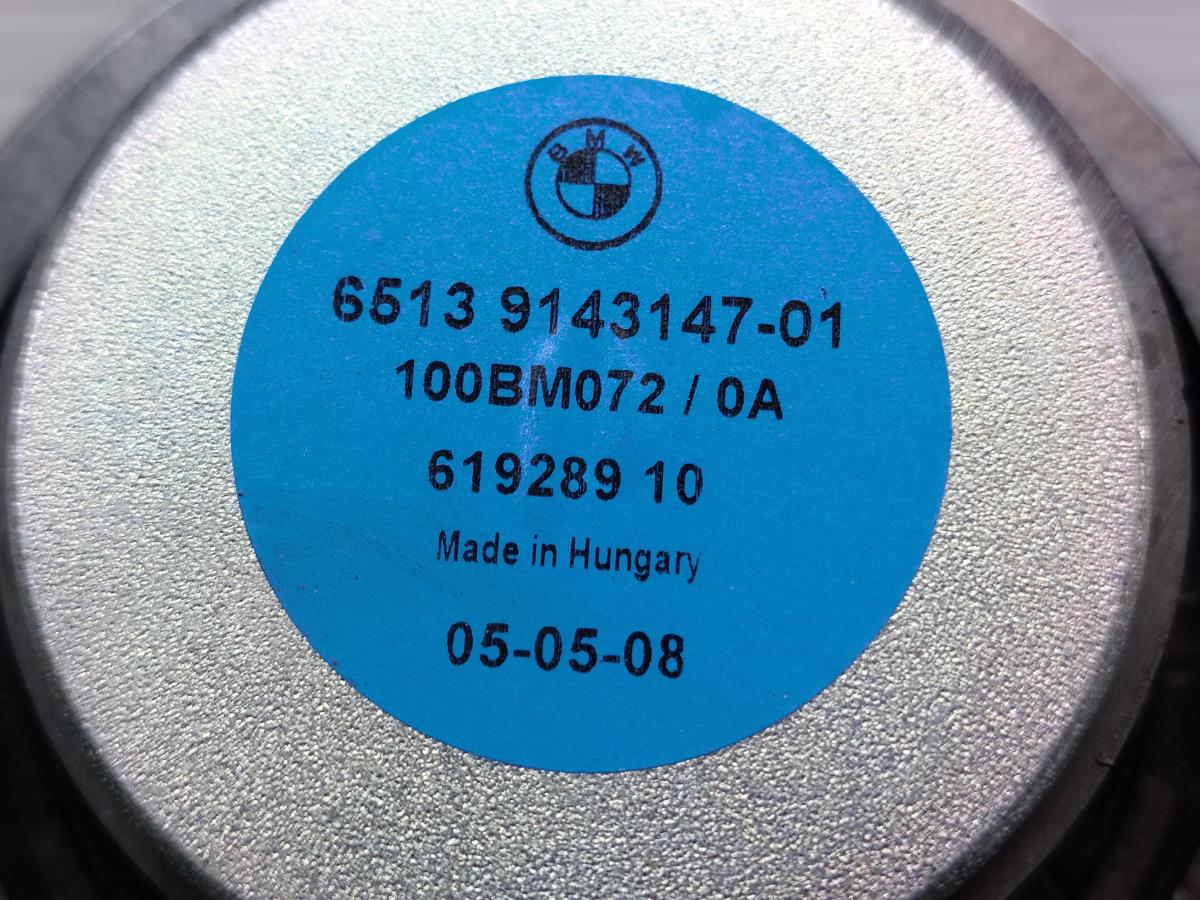 BMW
6513 9143147-01
100BM072 / 0A
619289 10
Made in Hungary
05-05-08